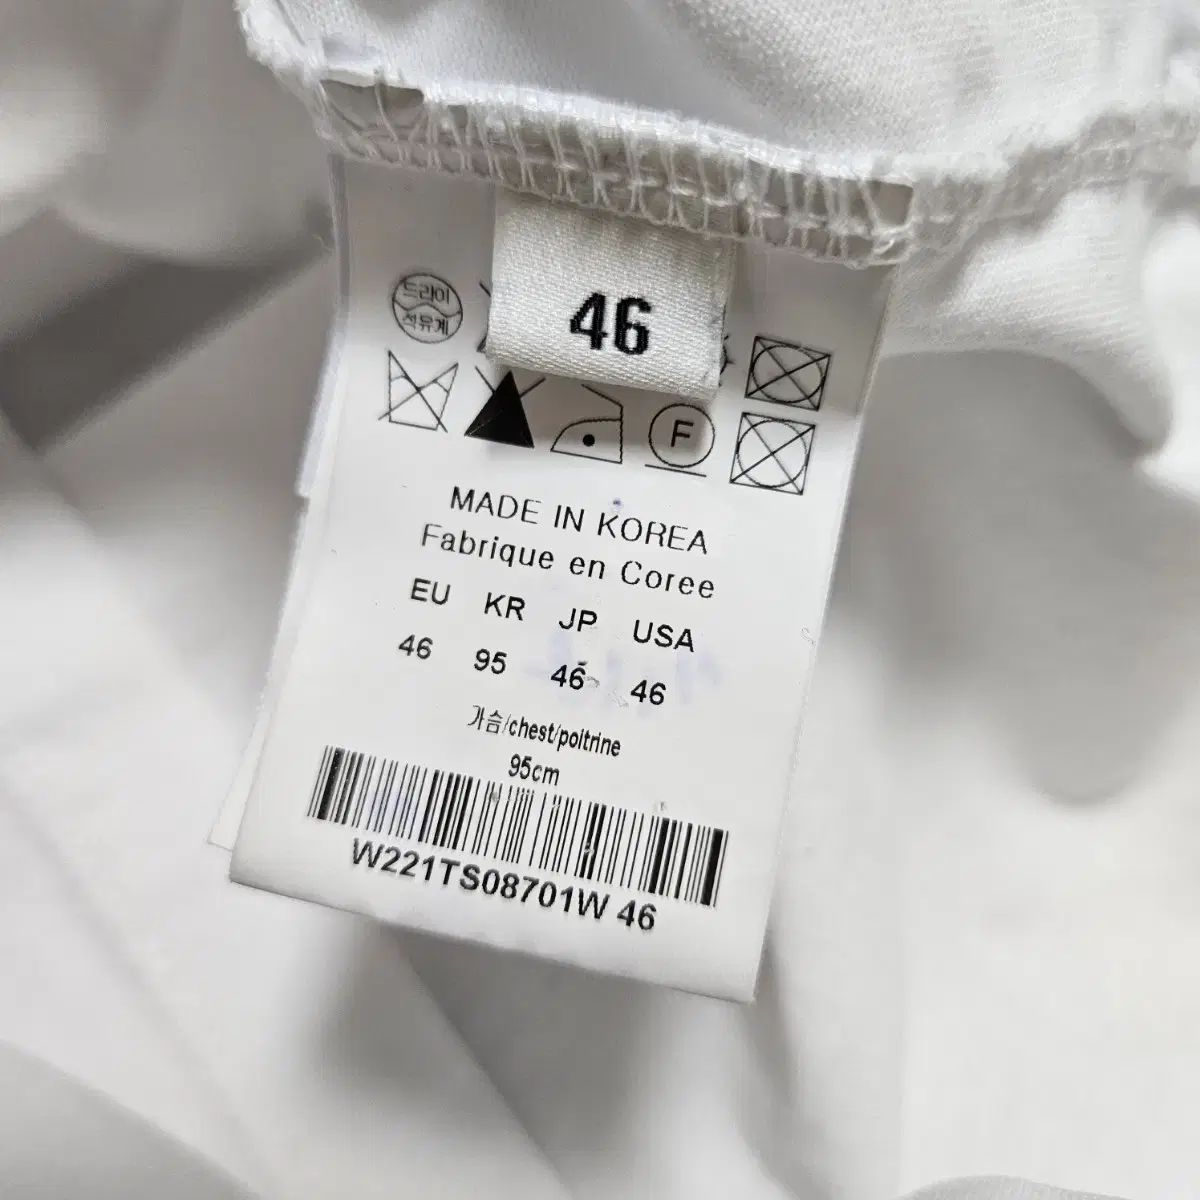 46
드라이
석유계
F
MADE IN KOREA
Fabrique en Coree
EU KR JP USA
46 95 46 46
가슴/chest/poitrine
95cm
W221TS08701W 46